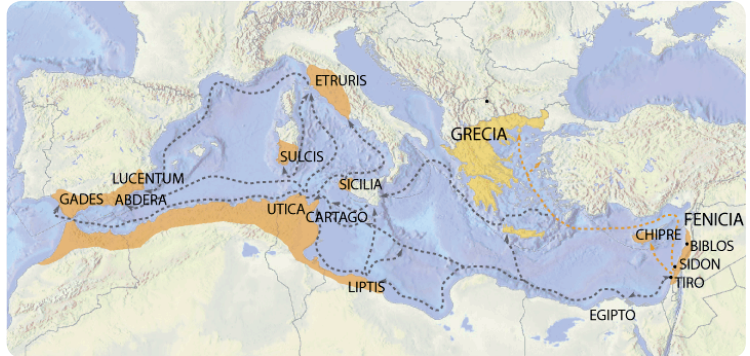 ETRURIS
GRECIA
SULCIS
LUCENTUM
SICILIA
GADES
ABDERA
UTICA
CARTAGO
FENICIA
CHIPRE
BIBLOS
SIDON
TIRO
LIPTIS
EGIPTO